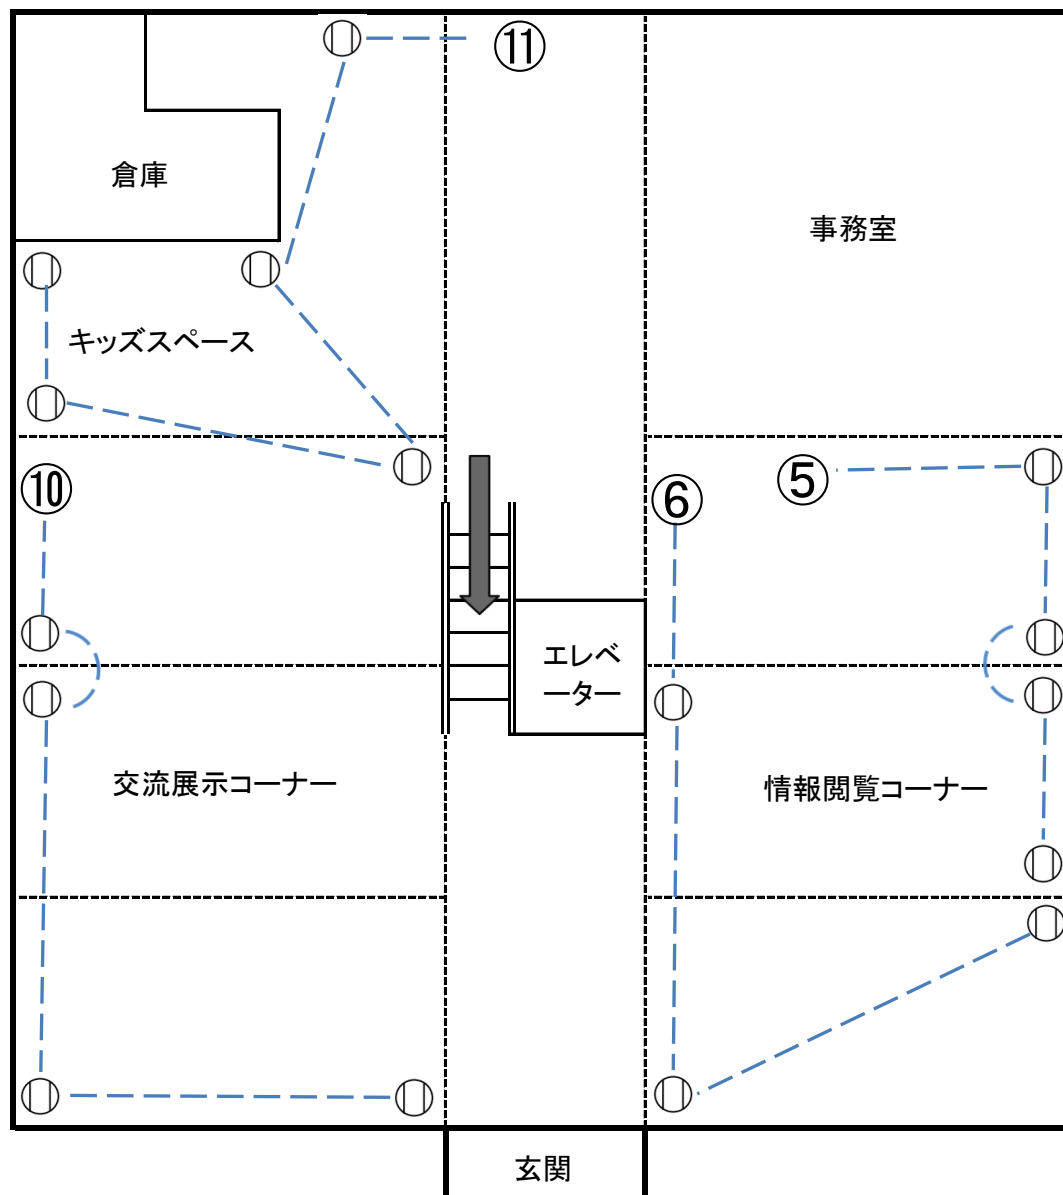 ⑪
倉庫
事務室
キッズスペース
⑩
⑥
⑤
エレベ
ーター
交流展示コーナー
情報閲覧コーナー
玄関